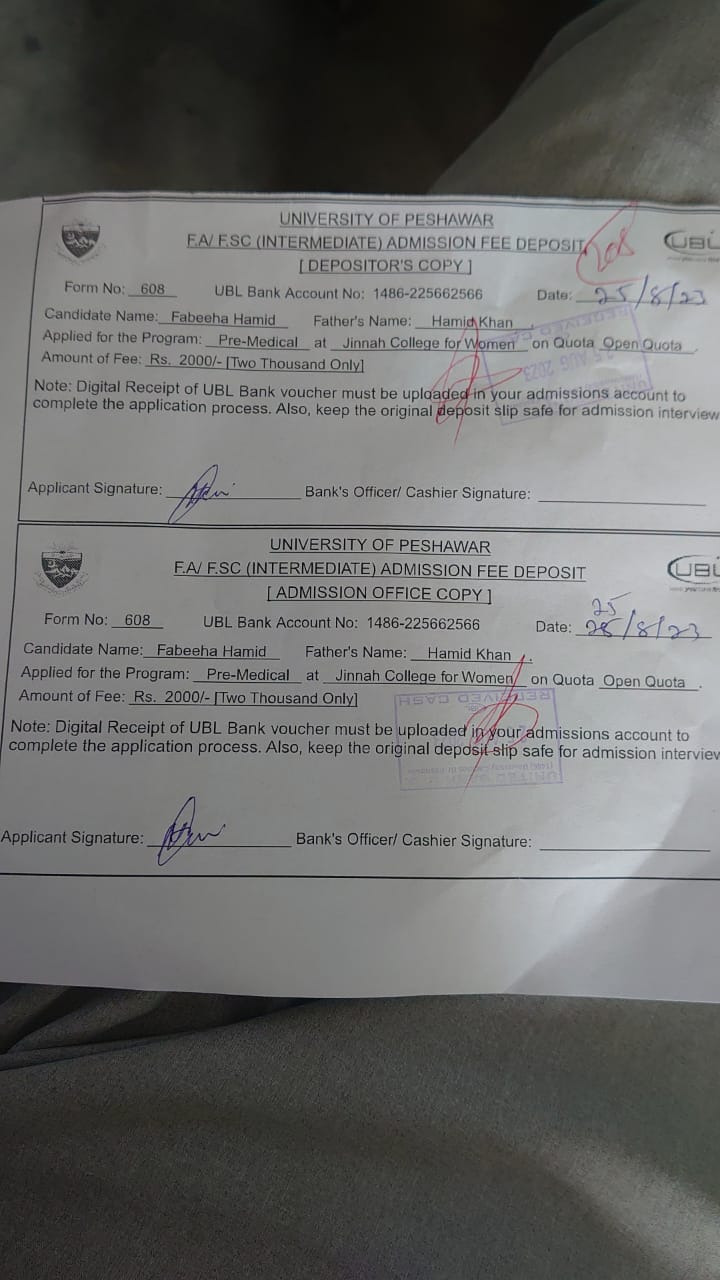 UNIVERSITY OF PESHAWAR
F.A/ F.SC (INTERMEDIATE) ADMISSION FEE DEPOSIT
[ DEPOSITOR'S COPY ]
UBL
Form No: 608 UBL Bank Account No: 1486-225662566 Date: 25/8/23
Candidate Name: Fabeeha Hamid Father's Name: Hamid Khan
Applied for the Program: Pre-Medical at Jinnah College for Women on Quota Open Quota .
Amount of Fee: Rs. 2000/- [Two Thousand Only]
RECEIVED CASH
25 AUG 2023
Note: Digital Receipt of UBL Bank voucher must be uploaded in your admissions account to
complete the application process. Also, keep the original deposit slip safe for admission interview
Applicant Signature: Bank's Officer/ Cashier Signature:
UNIVERSITY OF PESHAWAR
F.A/ F.SC (INTERMEDIATE) ADMISSION FEE DEPOSIT
[ ADMISSION OFFICE COPY ]
UBL
25
Form No: 608 UBL Bank Account No: 1486-225662566 Date: /8/23
Candidate Name: Fabeeha Hamid Father's Name: Hamid Khan .
Applied for the Program: Pre-Medical at Jinnah College for Women on Quota Open Quota .
Amount of Fee: Rs. 2000/- [Two Thousand Only]
RECEIVED CASH
Note: Digital Receipt of UBL Bank voucher must be uploaded in your admissions account to
complete the application process. Also, keep the original deposit slip safe for admission interview
UNITED BANK
Applicant Signature: Bank's Officer/ Cashier Signature: